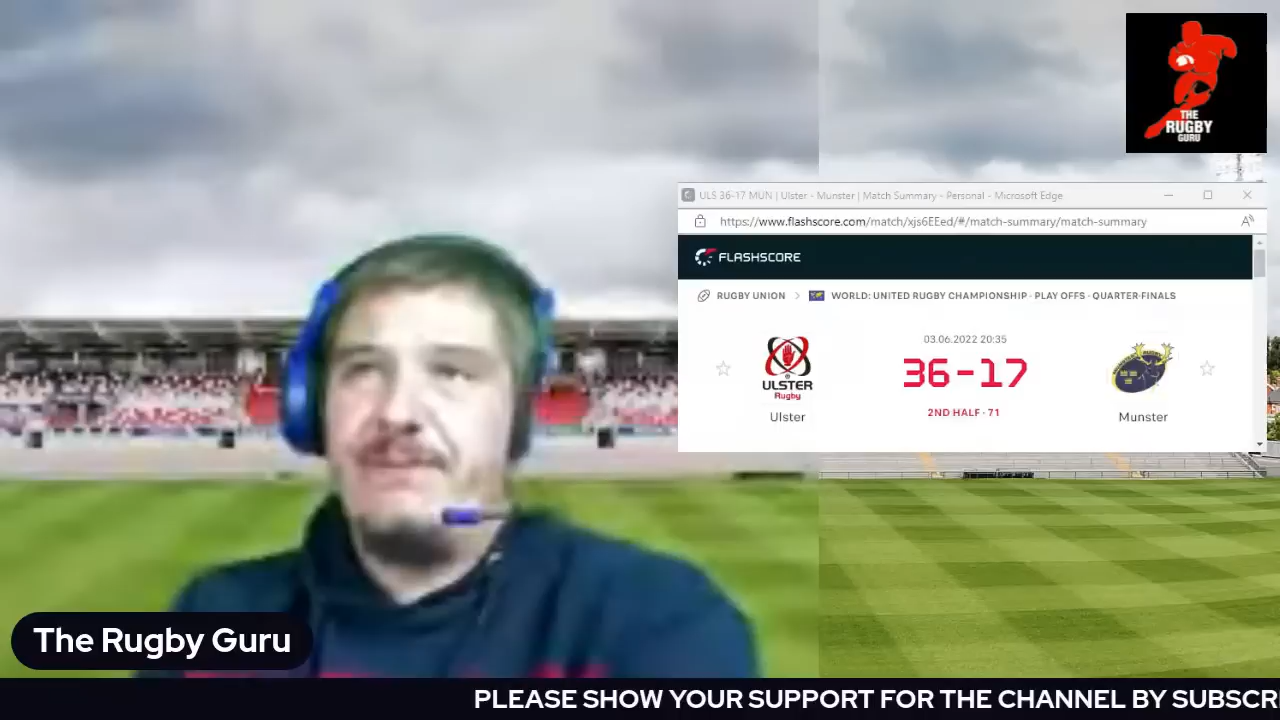 THE
RUGBY
GURU
ULS 36-17 MUN | Ulster - Munster | Match Summary - Personal - Microsoft Edge
https://www.flashscore.com/match/xjs6EEed/#/match-summary/match-summary
FLASHSCORE
RUGBY UNION > WORLD: UNITED RUGBY CHAMPIONSHIP - PLAY OFFS - QUARTER-FINALS
03.06.2022 20:35
36-17
2ND HALF - 71
ULSTER
Rugby
Ulster
Munster
The Rugby Guru
PLEASE SHOW YOUR SUPPORT FOR THE CHANNEL BY SUBSCR